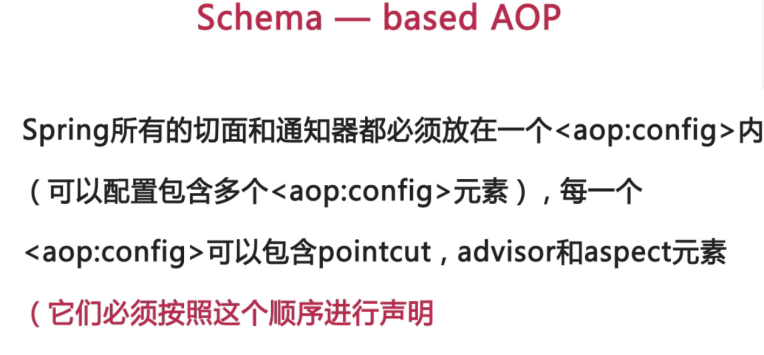 Schema — based AOP
Spring所有的切面和通知器都必须放在一个<aop:config>内
（可以配置包含多个<aop:config>元素），每一个
<aop:config>可以包含pointcut，advisor和aspect元素
（它们必须按照这个顺序进行声明